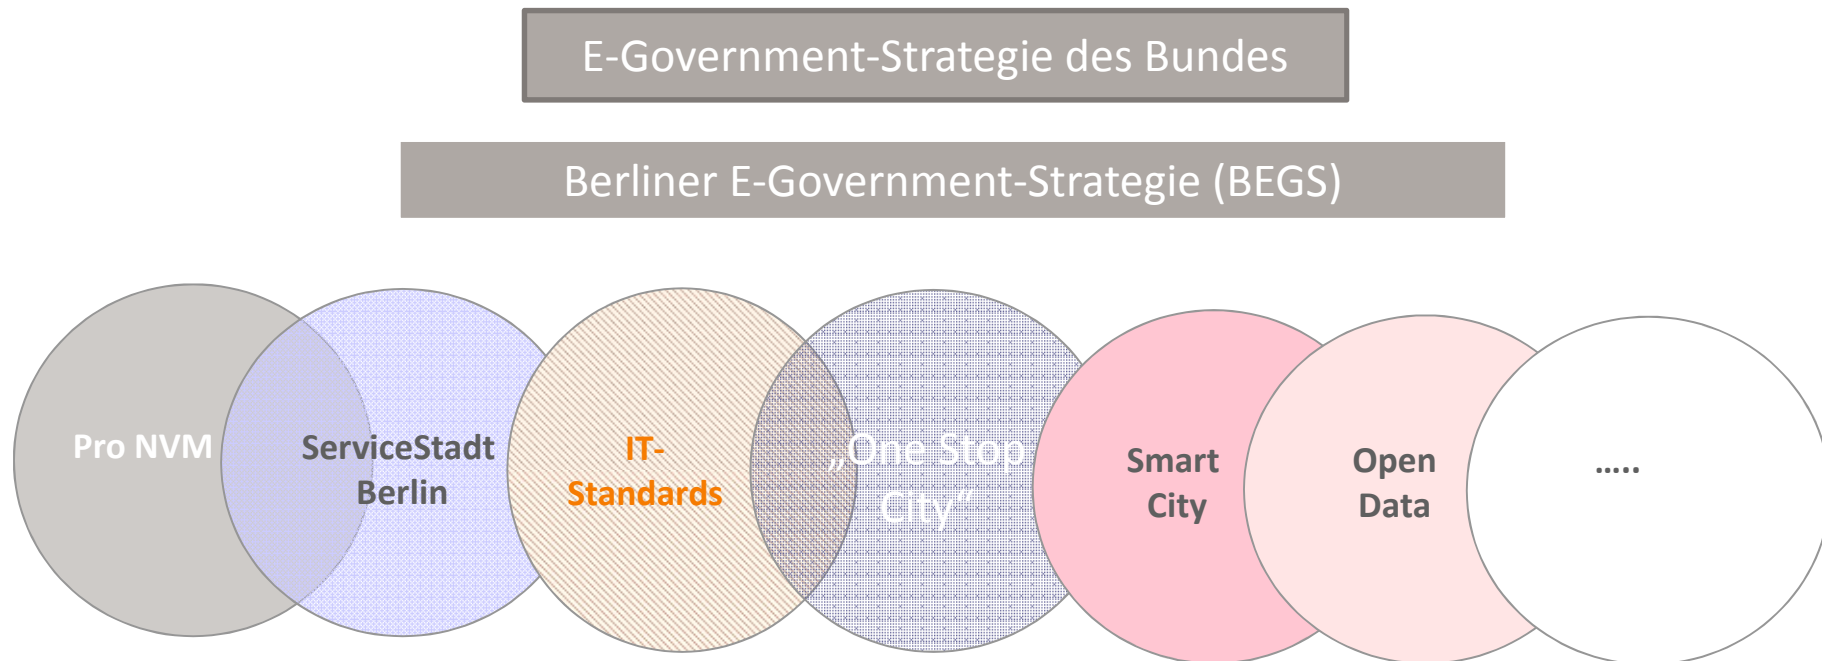 E-Government-Strategie des Bundes
Berliner E-Government-Strategie (BEGS)
Pro NVM
ServiceStadt
Berlin
IT-
Standards
„One Stop
City“
Smart
City
Open
Data
.....